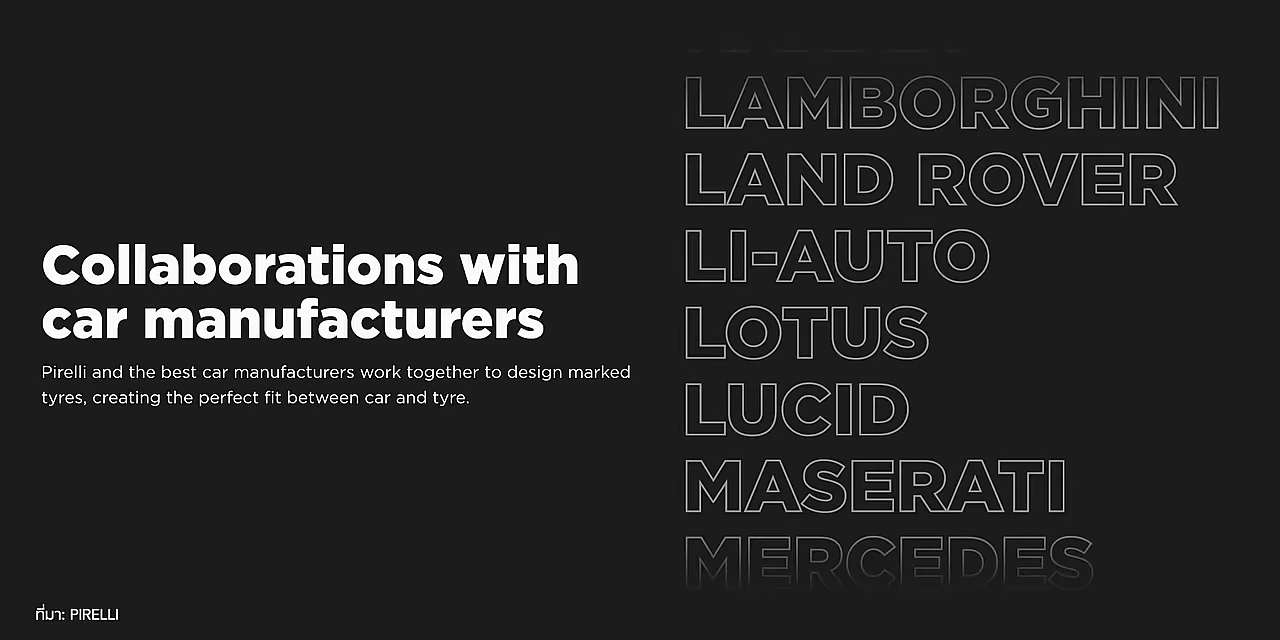 Collaborations with
car manufacturers
Pirelli and the best car manufacturers work together to design marked
tyres, creating the perfect fit between car and tyre.
LAMBORGHINI
LAND ROVER
LI-AUTO
LOTUS
LUCID
MASERATI
MERCEDES
ที่มา: PIRELLI